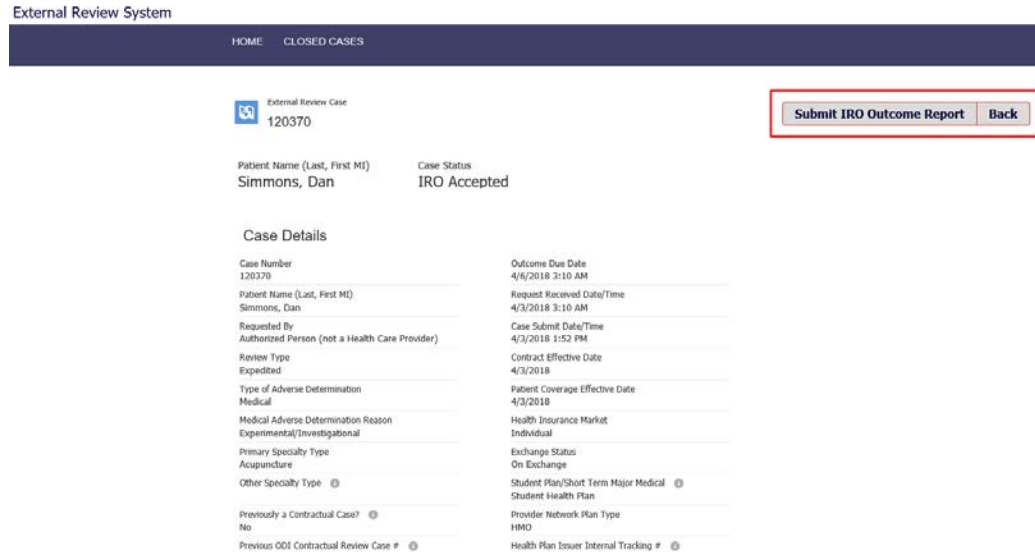 External Review System
HOME CLOSED CASES
External Review Case
120370
Submit IRO Outcome Report Back
Patient Name (Last, First MI) Case Status
Simmons, Dan IRO Accepted
Case Details
Case Number Outcome Due Date
120370 4/6/2018 3:10 AM
Patient Name (Last, First MI) Request Received Date/Time
Simmons, Dan 4/3/2018 3:10 AM
Requested By Case Submit Date/Time
Authorized Person (not a Health Care Provider) 4/3/2018 1:52 PM
Review Type Contract Effective Date
Expedited 4/3/2018
Type of Adverse Determination Patient Coverage Effective Date
Medical 4/3/2018
Medical Adverse Determination Reason Health Insurance Market
Experimental/Investigational Individual
Primary Specialty Type Exchange Status
Acupuncture On Exchange
Other Specialty Type Student Plan/Short Term Major Medical
Student Health Plan
Previously a Contractual Case? Provider Network Plan Type
No HMO
Previous ODI Contractual Review Case # Health Plan Issuer Internal Tracking #